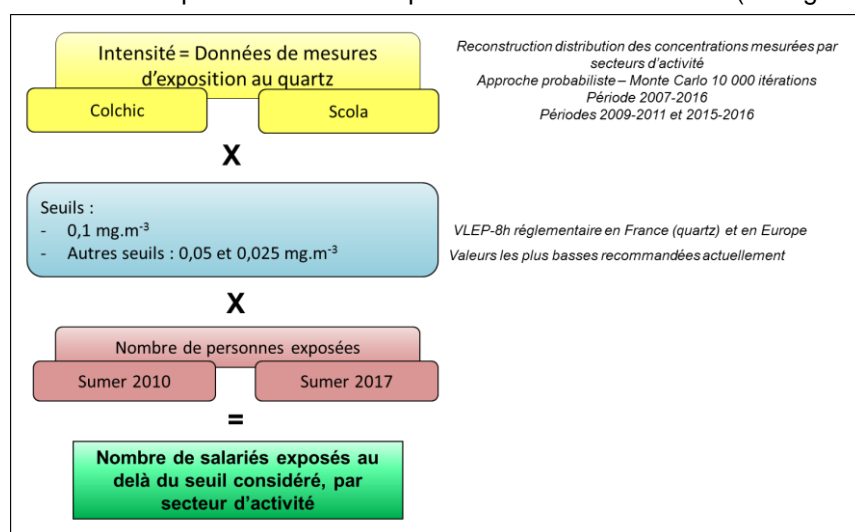 Intensité = Données de mesures
d'exposition au quartz
Colchic
Scola
Reconstruction distribution des concentrations mesurées par
secteurs d'activité
Approche probabiliste – Monte Carlo 10 000 itérations
Période 2007-2016
Périodes 2009-2011 et 2015-2016
X
Seuils :
- 0,1 mg.m⁻³
- Autres seuils : 0,05 et 0,025 mg.m⁻³
VLEP-8h réglementaire en France (quartz) et en Europe
Valeurs les plus basses recommandées actuellement
X
Nombre de personnes exposées
Sumer 2010
Sumer 2017
=
Nombre de salariés exposés au
delà du seuil considéré, par
secteur d'activité